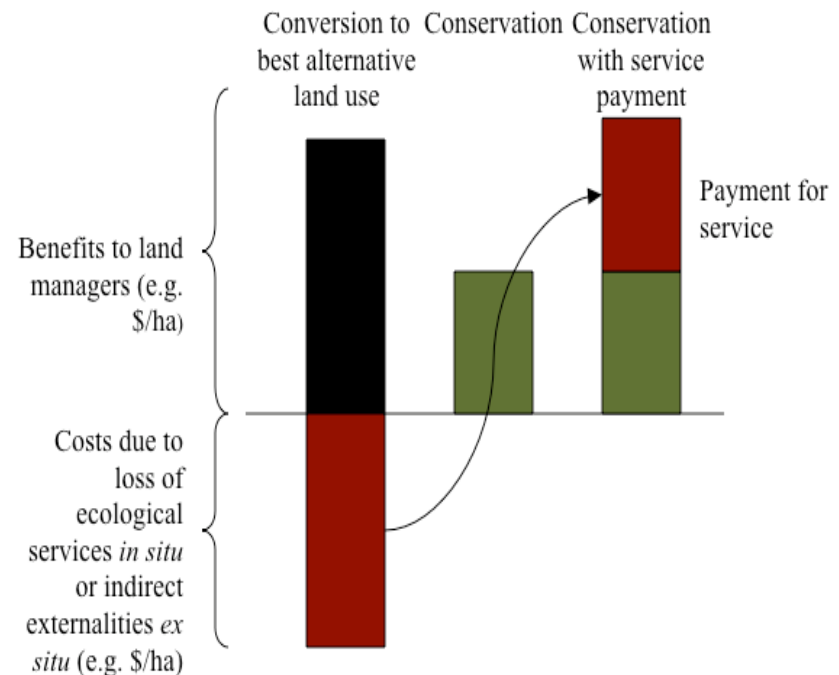 Conversion to
best alternative
land use
Conservation
Conservation
with service
payment
Payment for
service
Benefits to land
managers (e.g.
$/ha)
Costs due to
loss of
ecological
services in situ
or indirect
externalities ex
situ (e.g. $/ha)